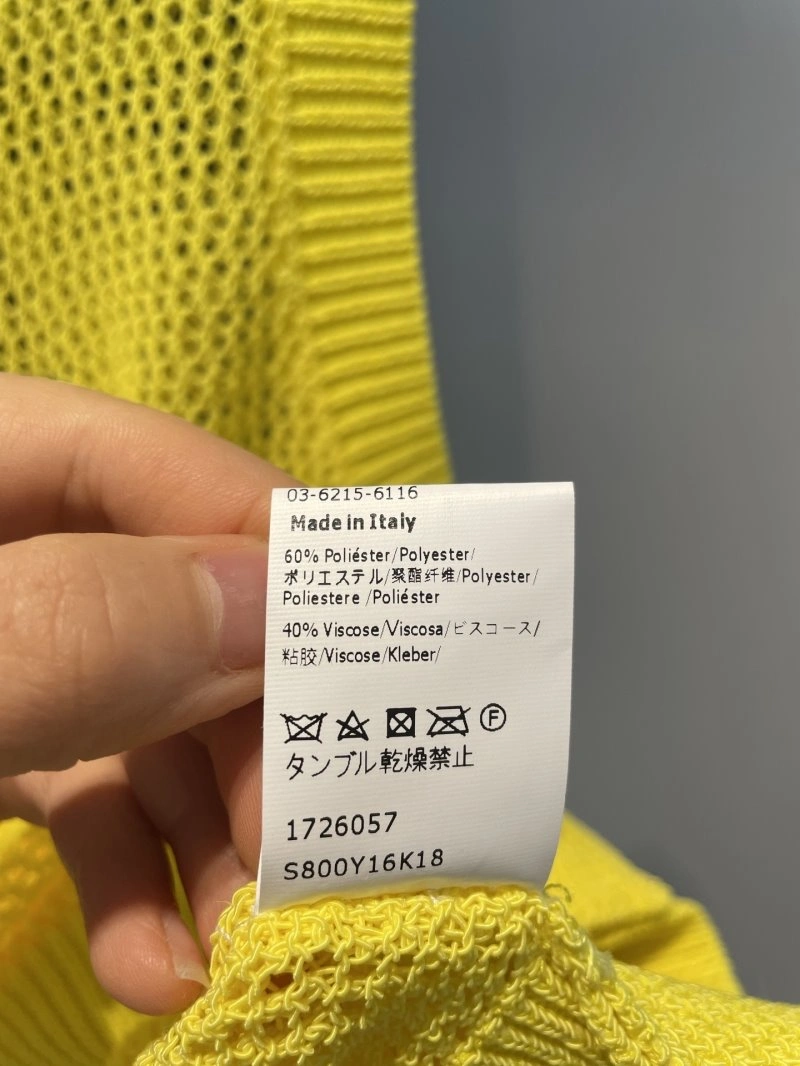 03-6215-6116
Made in Italy
60% Poliéster/Polyester/
ポリエステル/聚酯纤维/Polyester/
Poliestere /Poliéster
40% Viscose/Viscosa/ビスコース/
粘胶/Viscose/Kleber/
F
タンブル乾燥禁止
1726057
S800Y16K18